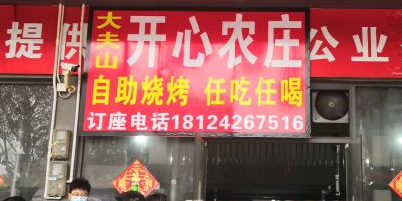 提供
大夫山
开心农庄
公业
自助烧烤 任吃任喝
订座电话18124267516